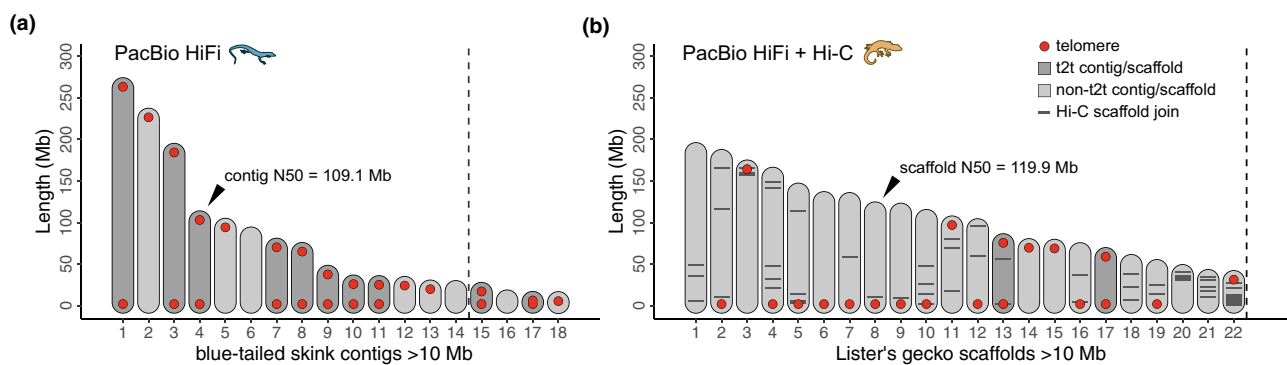 (a)
PacBio HiFi
Length (Mb)
300
250
200
150
100
50
0
contig N50 = 109.1 Mb
1 2 3 4 5 6 7 8 9 10 11 12 13 14 15 16 17 18
blue-tailed skink contigs >10 Mb
(b)
PacBio HiFi + Hi-C
telomere
t2t contig/scaffold
non-t2t contig/scaffold
Hi-C scaffold join
Length (Mb)
300
250
200
150
100
50
0
scaffold N50 = 119.9 Mb
1 2 3 4 5 6 7 8 9 10 11 12 13 14 15 16 17 18 19 20 21 22
Lister's gecko scaffolds >10 Mb